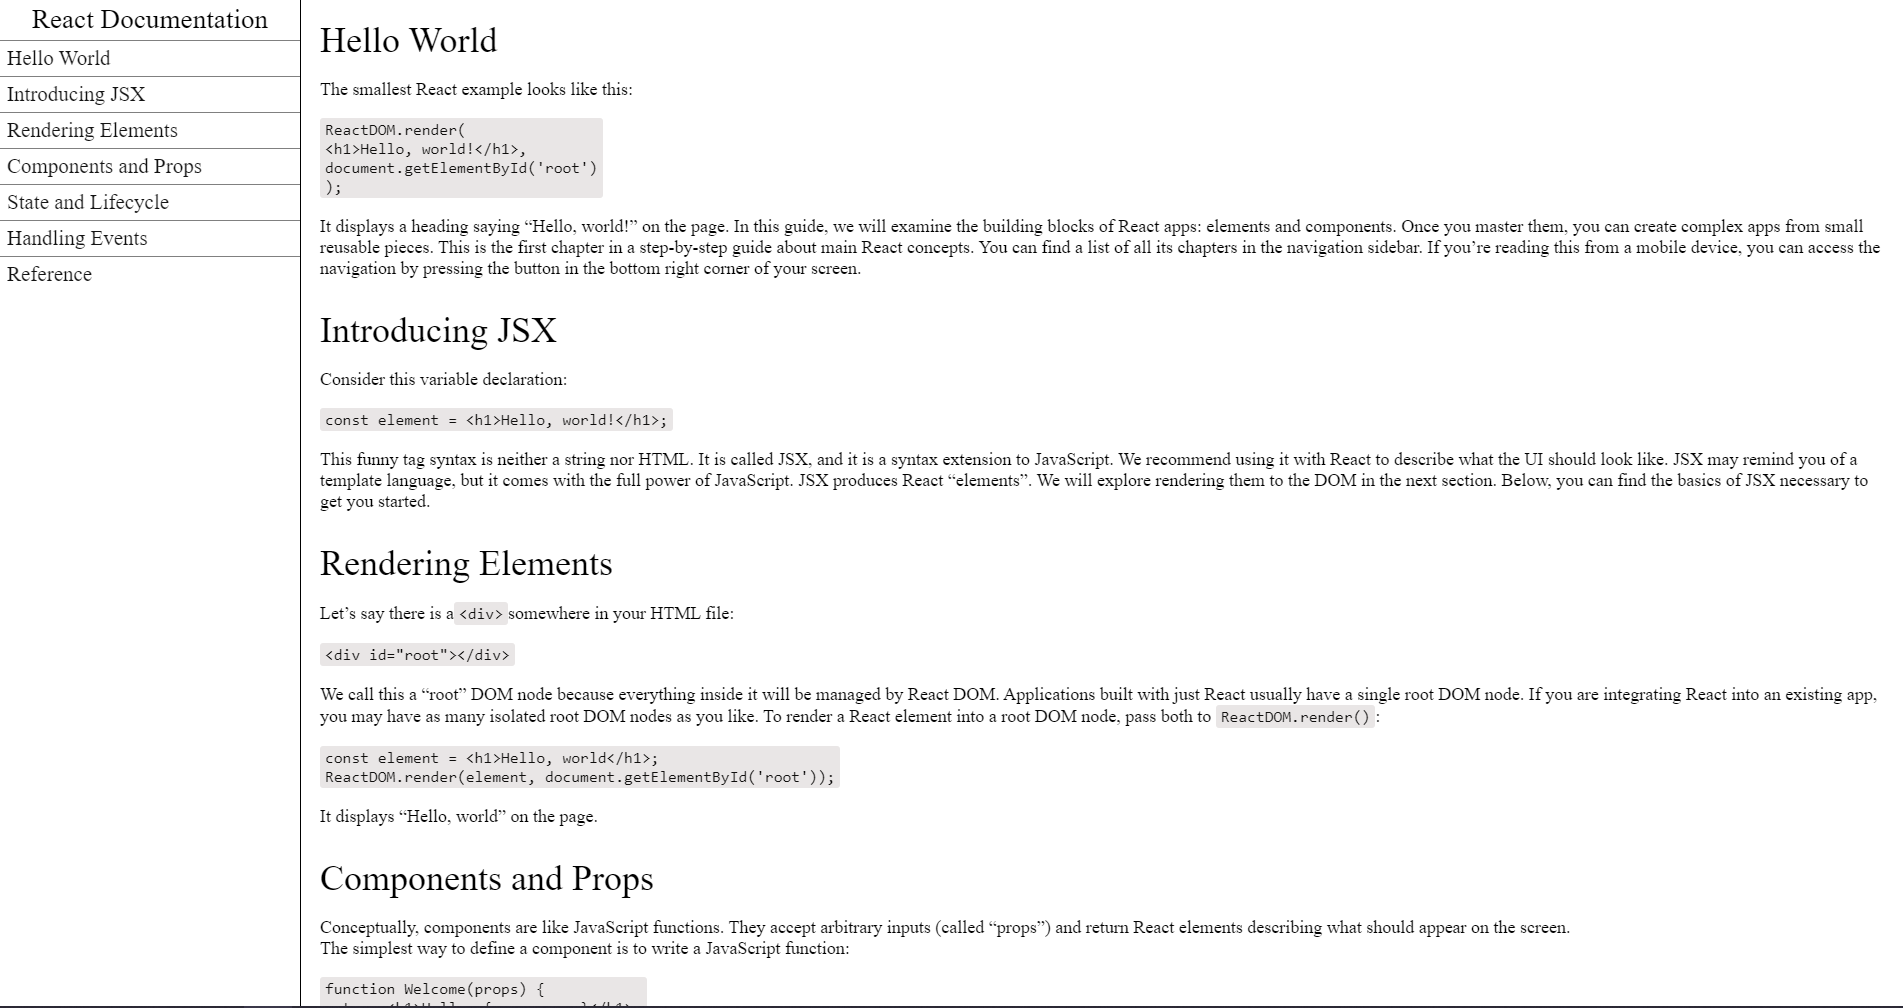 React Documentation
Hello World
Introducing JSX
Rendering Elements
Components and Props
State and Lifecycle
Handling Events
Reference
Hello World
The smallest React example looks like this:
ReactDOM.render(
<h1>Hello, world!</h1>,
document.getElementById('root')
);
It displays a heading saying “Hello, world!” on the page. In this guide, we will examine the building blocks of React apps: elements and components. Once you master them, you can create complex apps from small
reusable pieces. This is the first chapter in a step-by-step guide about main React concepts. You can find a list of all its chapters in the navigation sidebar. If you’re reading this from a mobile device, you can access the
navigation by pressing the button in the bottom right corner of your screen.
Introducing JSX
Consider this variable declaration:
const element = <h1>Hello, world!</h1>;
This funny tag syntax is neither a string nor HTML. It is called JSX, and it is a syntax extension to JavaScript. We recommend using it with React to describe what the UI should look like. JSX may remind you of a
template language, but it comes with the full power of JavaScript. JSX produces React “elements”. We will explore rendering them to the DOM in the next section. Below, you can find the basics of JSX necessary to
get you started.
Rendering Elements
Let’s say there is a <div> somewhere in your HTML file:
<div id="root"></div>
We call this a “root” DOM node because everything inside it will be managed by React DOM. Applications built with just React usually have a single root DOM node. If you are integrating React into an existing app,
you may have as many isolated root DOM nodes as you like. To render a React element into a root DOM node, pass both to ReactDOM.render() :
const element = <h1>Hello, world</h1>;
ReactDOM.render(element, document.getElementById('root'));
It displays “Hello, world” on the page.
Components and Props
Conceptually, components are like JavaScript functions. They accept arbitrary inputs (called “props”) and return React elements describing what should appear on the screen.
The simplest way to define a component is to write a JavaScript function:
function Welcome(props) {